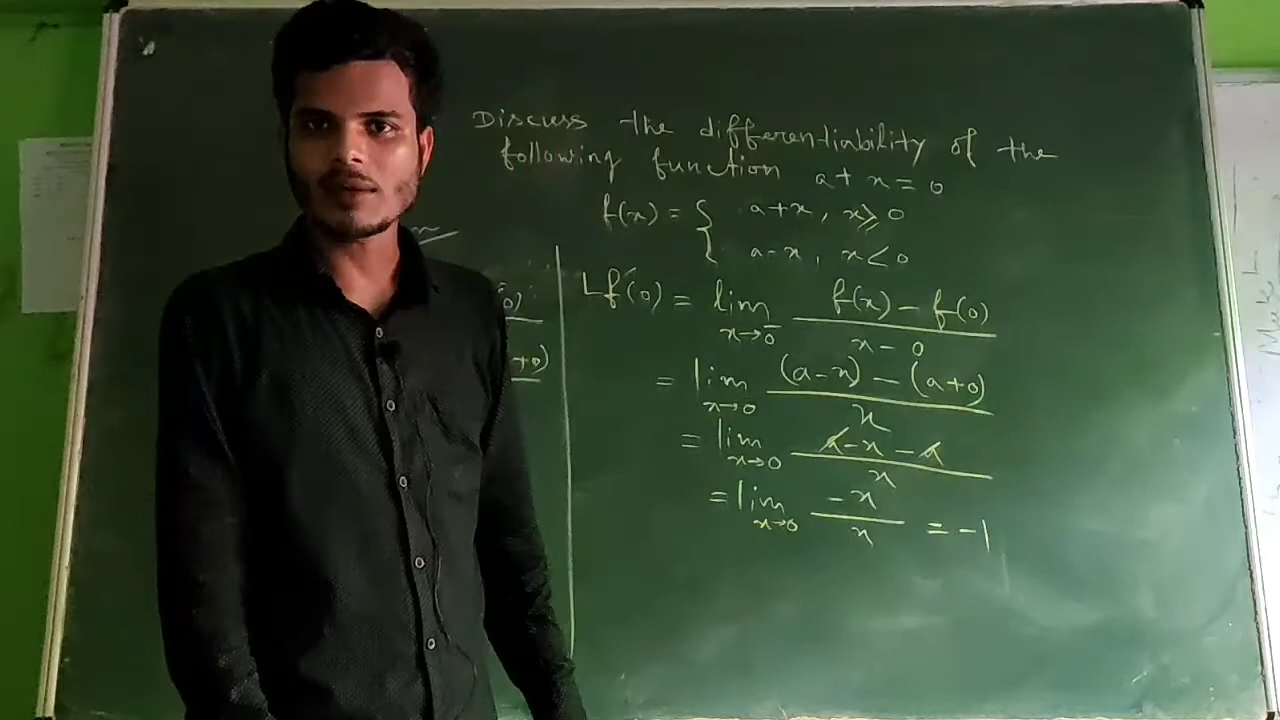 Discuss the differentiability of the
following function at x = 0
f(x) = { a+x, x ≥ 0
a-x, x < 0
Lf'(0) = lim x→0⁻ f(x) - f(0) / x - 0
= lim x→0 (a-x) - (a+0) / x
= lim x→0 a - x - a / x
= lim x→0 -x / x = -1